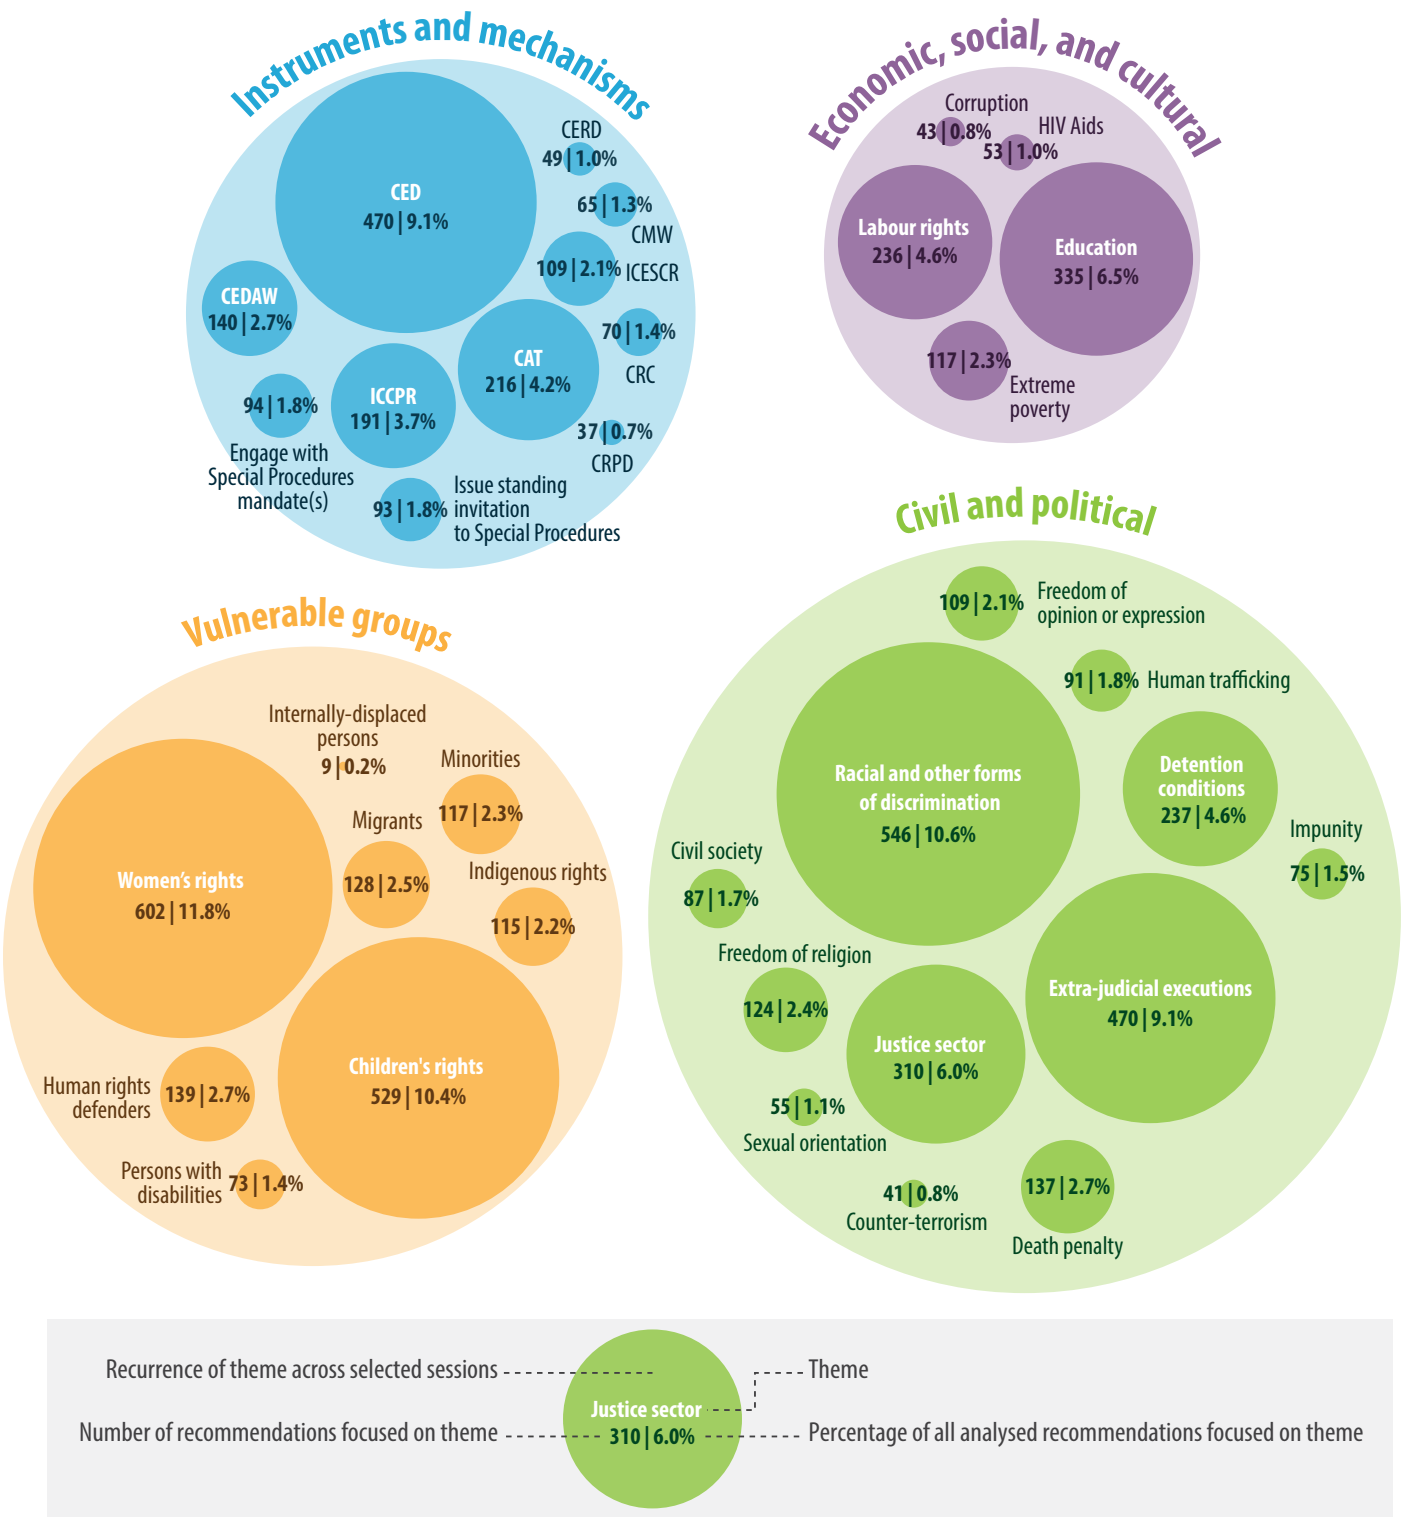 Instruments and mechanisms
CED
470 | 9.1%
CERD
49 | 1.0%
65 | 1.3%
CMW
109 | 2.1%
ICESCR
CEDAW
140 | 2.7%
70 | 1.4%
CRC
CAT
216 | 4.2%
ICCPR
191 | 3.7%
94 | 1.8%
Engage with
Special Procedures
mandate(s)
37 | 0.7%
CRPD
93 | 1.8%
Issue standing
invitation
to Special Procedures
Economic, social, and cultural
Corruption
43 | 0.8%
HIV Aids
53 | 1.0%
Labour rights
236 | 4.6%
Education
335 | 6.5%
117 | 2.3%
Extreme
poverty
Vulnerable groups
Internally-displaced
persons
9 | 0.2%
Minorities
117 | 2.3%
Migrants
128 | 2.5%
Indigenous rights
115 | 2.2%
Women's rights
602 | 11.8%
Children's rights
529 | 10.4%
Human rights
defenders
139 | 2.7%
Persons with
disabilities
73 | 1.4%
Civil and political
109 | 2.1%
Freedom of
opinion or expression
91 | 1.8%
Human trafficking
Racial and other forms
of discrimination
546 | 10.6%
Detention
conditions
237 | 4.6%
Impunity
75 | 1.5%
Civil society
87 | 1.7%
Freedom of religion
124 | 2.4%
Extra-judicial executions
470 | 9.1%
Justice sector
310 | 6.0%
55 | 1.1%
Sexual orientation
41 | 0.8%
Counter-terrorism
137 | 2.7%
Death penalty
Recurrence of theme across selected sessions
Theme
Justice sector
Number of recommendations focused on theme
310 | 6.0%
Percentage of all analysed recommendations focused on theme